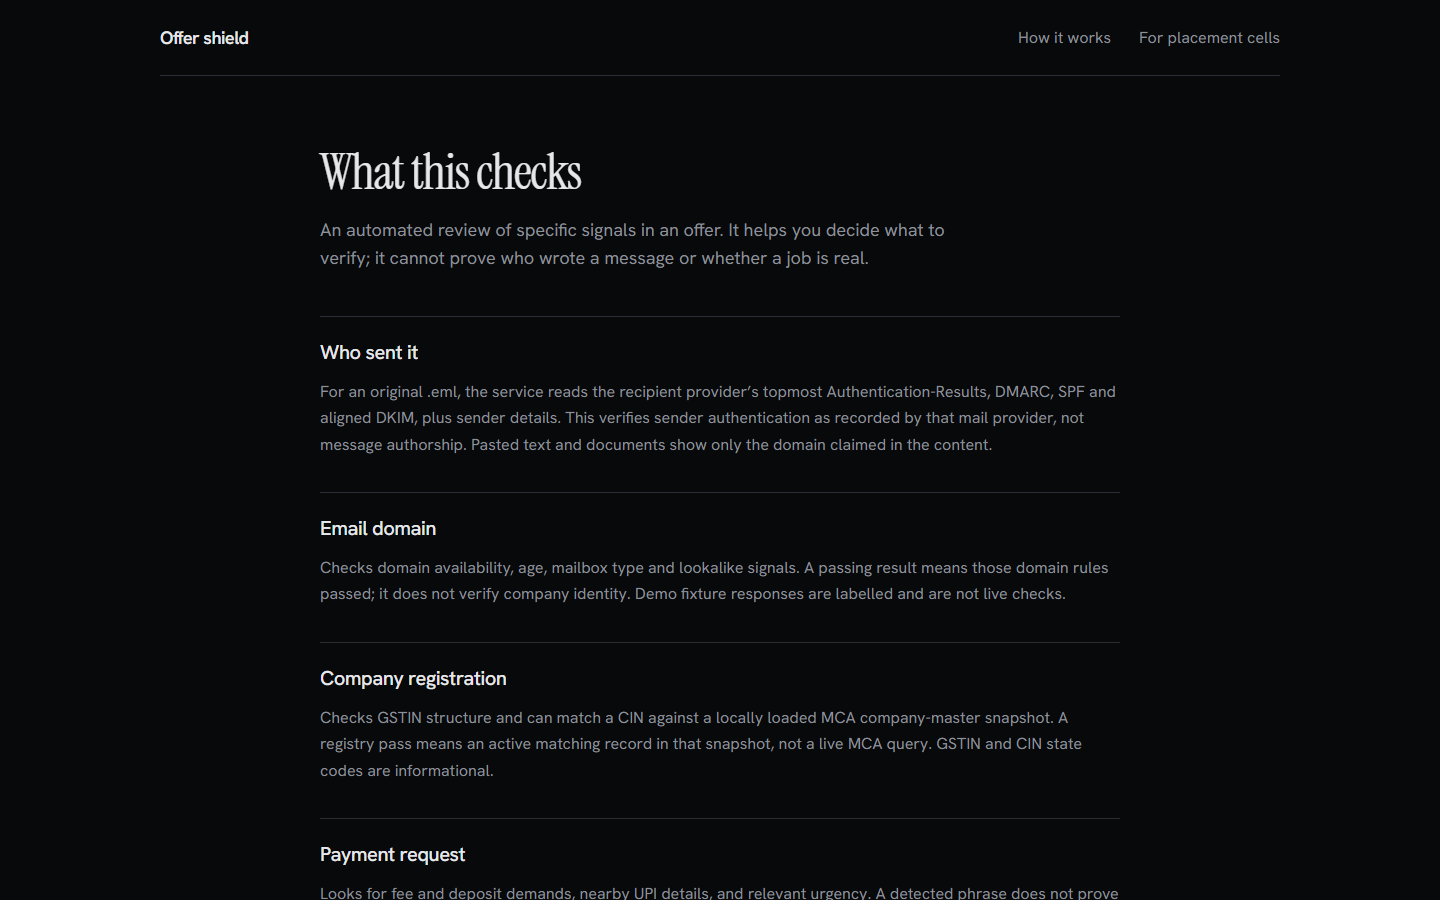 Offer shield
How it works
For placement cells
What this checks
An automated review of specific signals in an offer. It helps you decide what to
verify; it cannot prove who wrote a message or whether a job is real.
Who sent it
For an original .eml, the service reads the recipient provider’s topmost Authentication-Results, DMARC, SPF and
aligned DKIM, plus sender details. This verifies sender authentication as recorded by that mail provider, not
message authorship. Pasted text and documents show only the domain claimed in the content.
Email domain
Checks domain availability, age, mailbox type and lookalike signals. A passing result means those domain rules
passed; it does not verify company identity. Demo fixture responses are labelled and are not live checks.
Company registration
Checks GSTIN structure and can match a CIN against a locally loaded MCA company-master snapshot. A
registry pass means an active matching record in that snapshot, not a live MCA query. GSTIN and CIN state
codes are informational.
Payment request
Looks for fee and deposit demands, nearby UPI details, and relevant urgency. A detected phrase does not prove